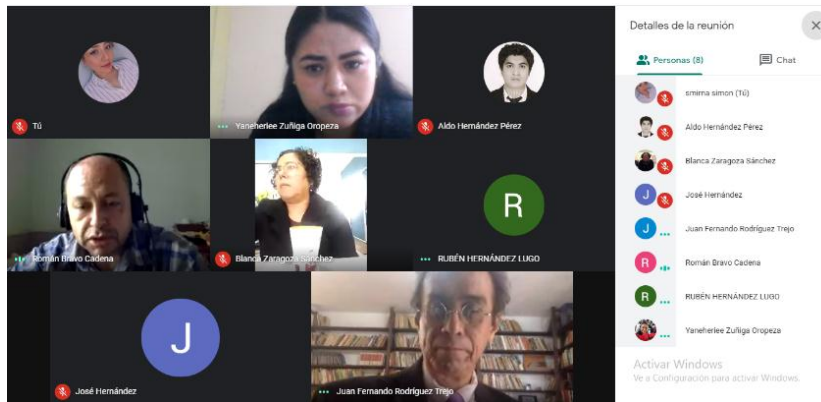 Tú
Yaneheriee Zuñiga Oropeza
Aldo Hernández Pérez
Román Bravo Cadena
Blanca Zaragoza Sánchez
R
RUBÉN HERNÁNDEZ LUGO
J
José Hernández
Juan Fernando Rodríguez Trejo
Detalles de la reunión
Personas (8)
Chat
smirna simon (Tú)
Aldo Hernández Pérez
Blanca Zaragoza Sánchez
J
José Hernández
J
Juan Fernando Rodríguez Trejo
R
Román Bravo Cadena
R
RUBÉN HERNÁNDEZ LUGO
Yaneheriee Zuñiga Oropeza
Activar Windows
Ve a Configuración para activar Windows.